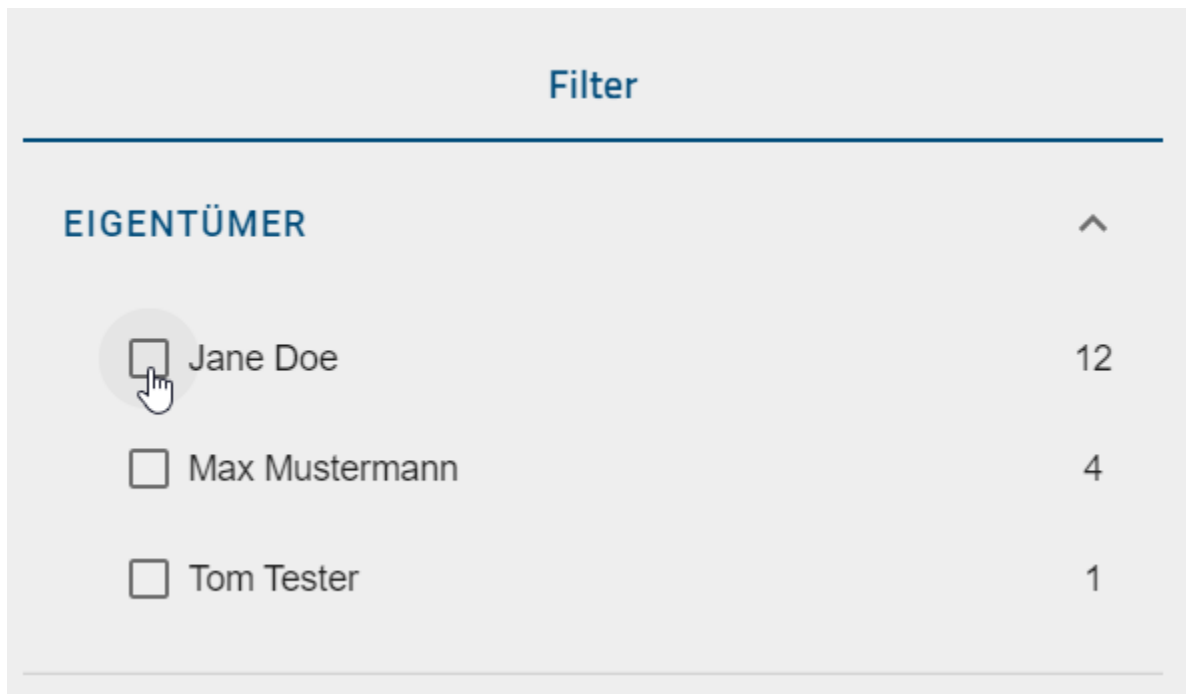 Filter
EIGENTÜMER
Jane Doe 12
Max Mustermann 4
Tom Tester 1